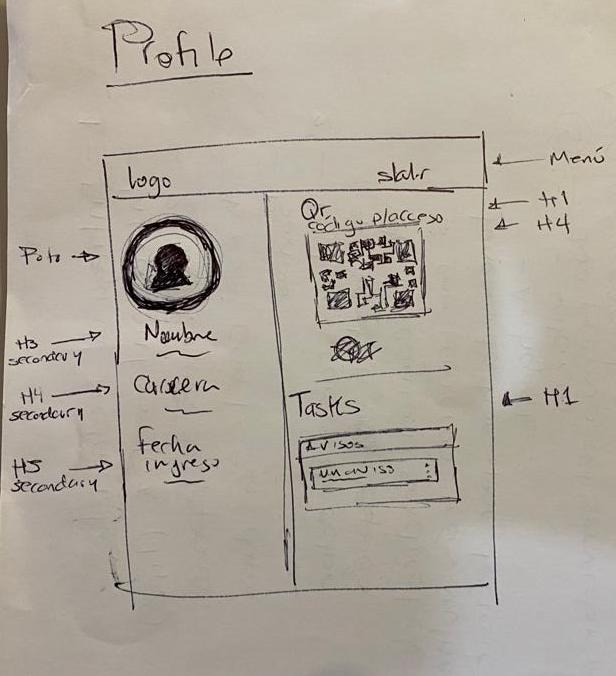 Profile
Menú
logo
H1
Qr
H4
código p/acceso
Foto
Nombre
H3
secondary
Carrera
H4
secondary
Tasks
H1
Fecha
ingreso
H5
secondary
Avisos
un aviso